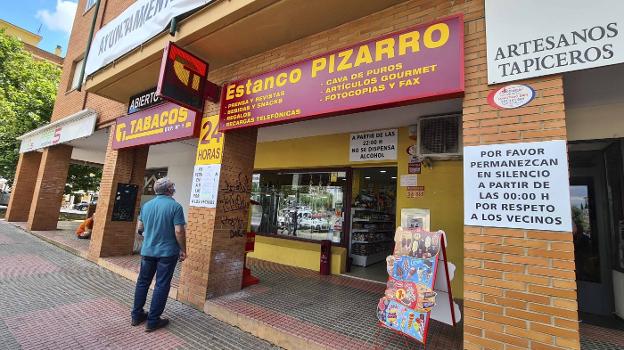 AYUNTAMIENTO
ABIERTO
TABACOS
24
HORAS
Estanco PIZARRO
- PRENSA Y REVISTAS
- BEBIDAS Y SNACKS
- REGALOS
- RECARGAS TELEFÓNICAS
- CAVA DE PUROS
- ARTÍCULOS GOURMET
- FOTOCOPIAS Y FAX
A PARTIR DE LAS
22:00 H
NO SE DISPENSA
ALCOHOL
ARTESANOS
TAPICEROS
POR FAVOR
PERMANEZCAN
EN SILENCIO
A PARTIR DE
LAS 00:00 H
POR RESPETO
A LOS VECINOS